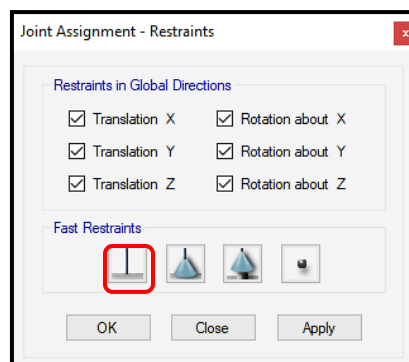 Joint Assignment - Restraints
x
Restraints in Global Directions
Translation X Rotation about X
Translation Y Rotation about Y
Translation Z Rotation about Z
Fast Restraints
OK Close Apply